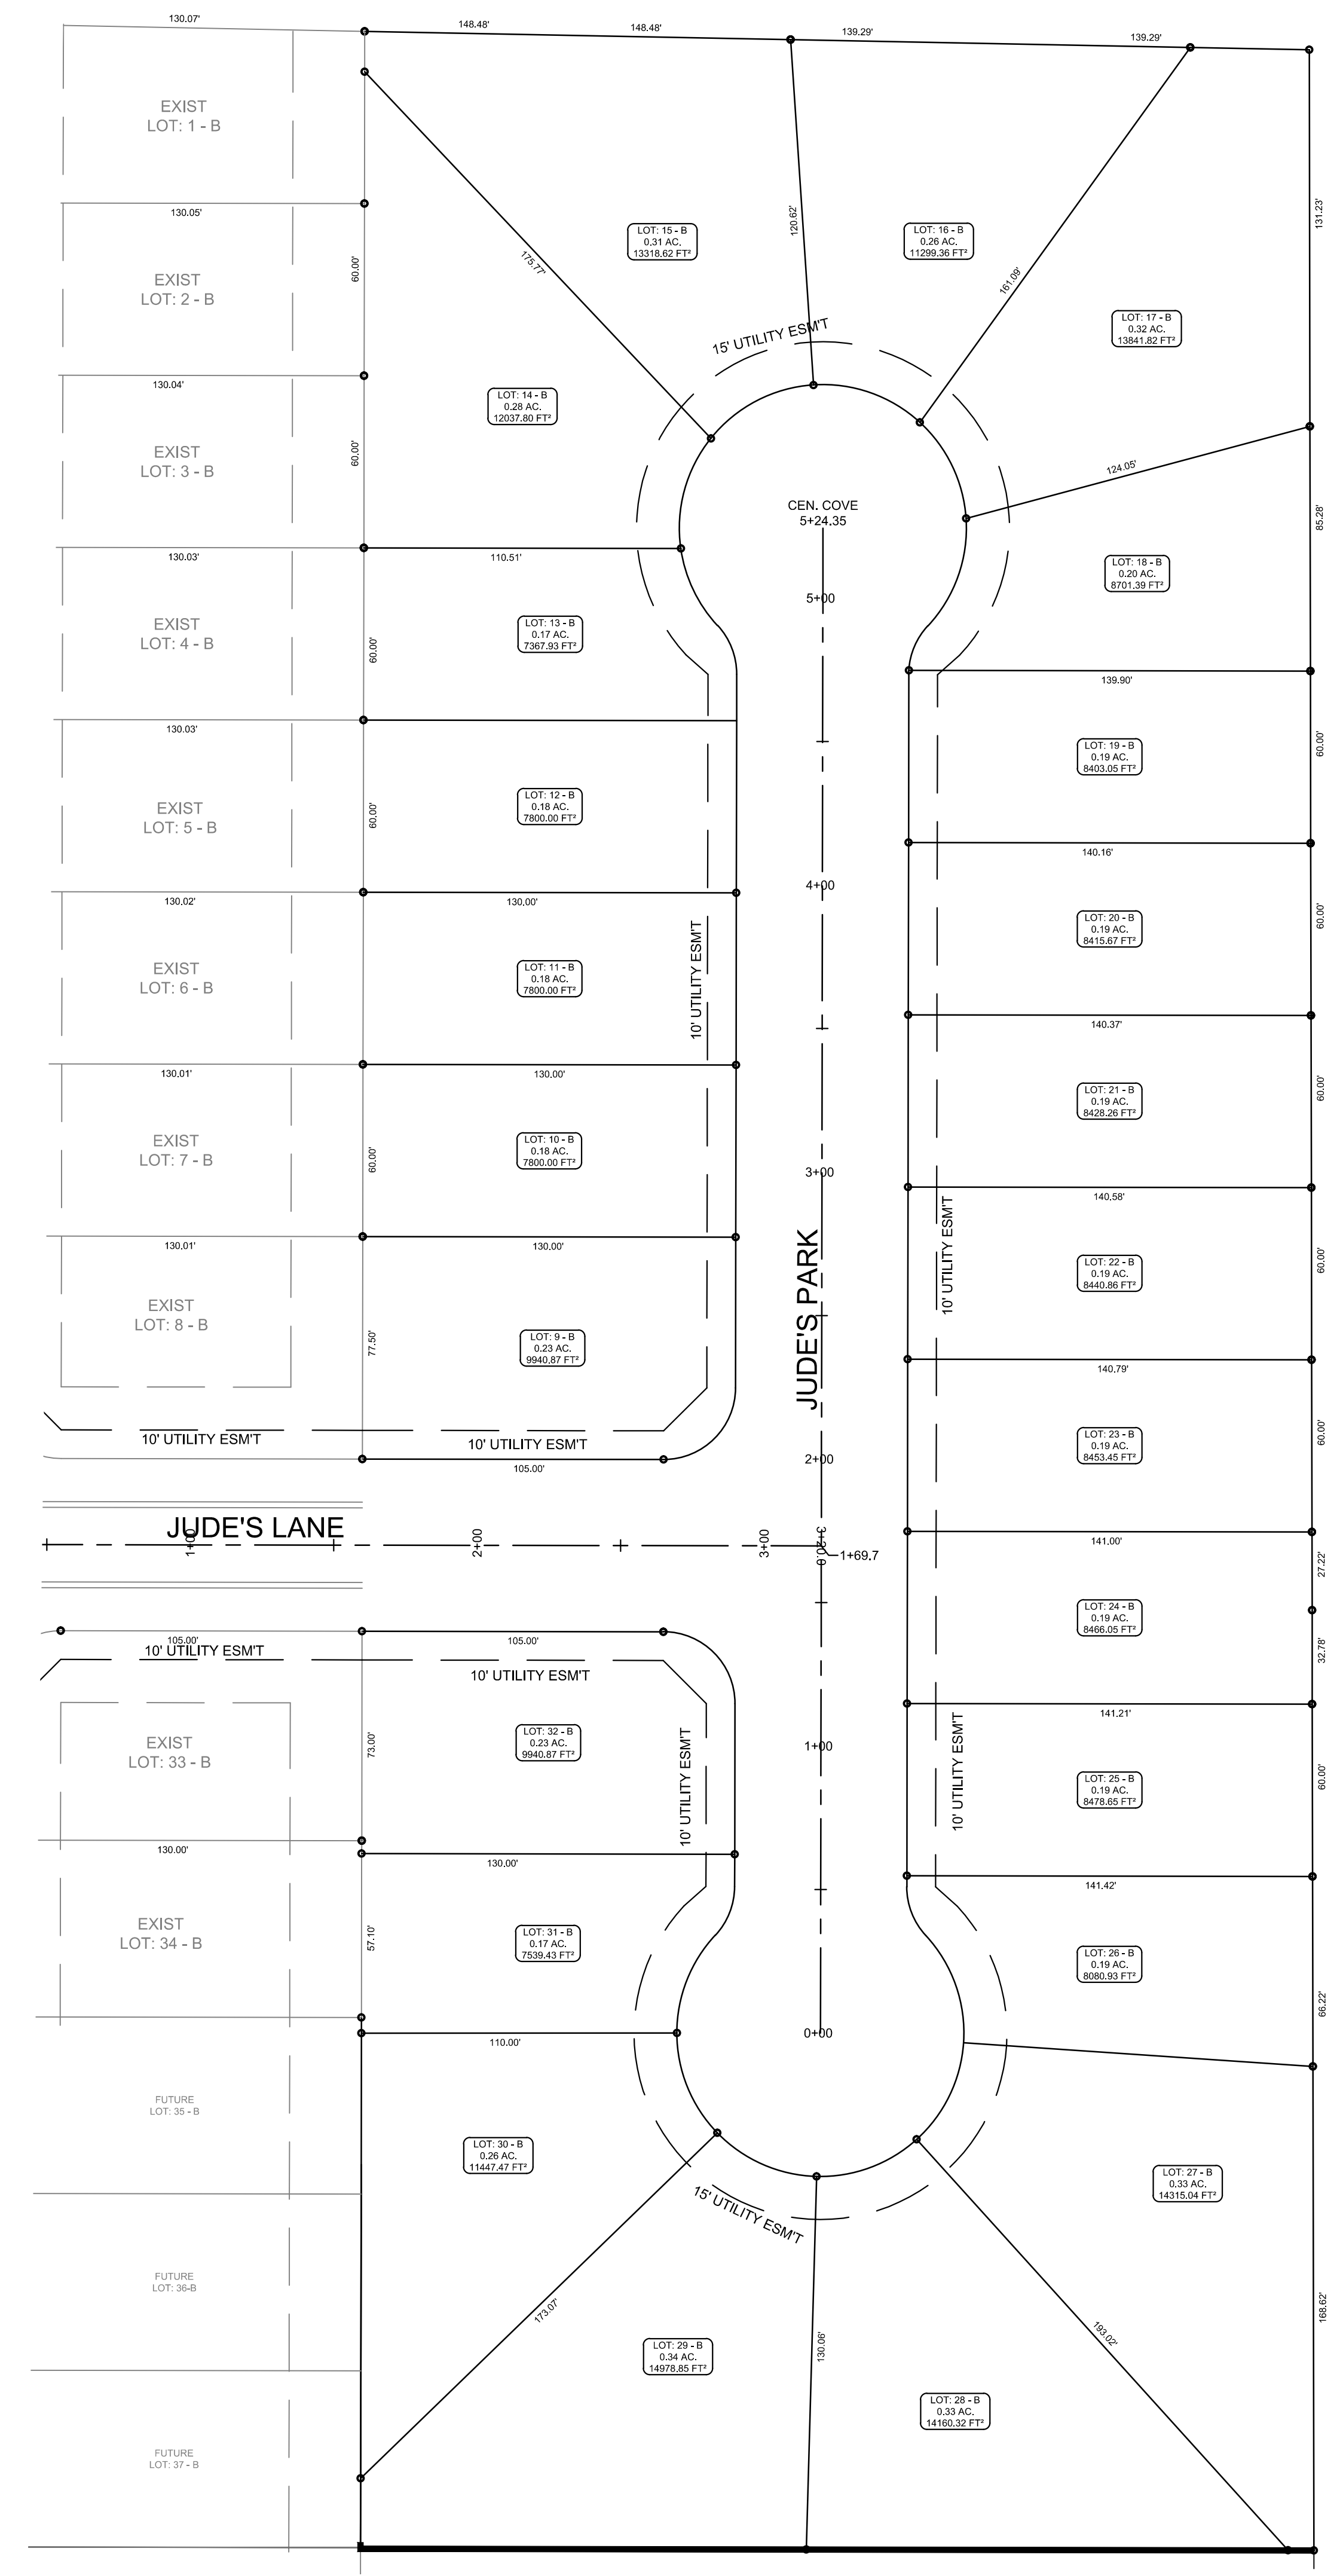 130.07'
148.48'
148.48'
139.29'
139.29'
EXIST
LOT: 1 - B
130.05'
60.00'
175.77'
LOT: 15 - B
0.31 AC.
13318.62 FT²
120.62'
LOT: 16 - B
0.26 AC.
11299.36 FT²
161.09'
131.23'
EXIST
LOT: 2 - B
LOT: 17 - B
0.32 AC.
13841.82 FT²
15' UTILITY ESM'T
130.04'
LOT: 14 - B
0.28 AC.
12037.80 FT²
60.00'
EXIST
LOT: 3 - B
124.05'
85.28'
CEN. COVE
5+24.35
130.03'
110.51'
LOT: 18 - B
0.20 AC.
8701.39 FT²
5+00
EXIST
LOT: 4 - B
LOT: 13 - B
0.17 AC.
7367.93 FT²
60.00'
139.90'
130.03'
LOT: 19 - B
0.19 AC.
8403.05 FT²
60.00'
EXIST
LOT: 5 - B
60.00'
LOT: 12 - B
0.18 AC.
7800.00 FT²
140.16'
4+00
130.02'
130.00'
LOT: 20 - B
0.19 AC.
8415.67 FT²
60.00'
EXIST
LOT: 6 - B
LOT: 11 - B
0.18 AC.
7800.00 FT²
10' UTILITY ESM'T
140.37'
130.01'
130.00'
LOT: 21 - B
0.19 AC.
8428.26 FT²
60.00'
EXIST
LOT: 7 - B
60.00'
LOT: 10 - B
0.18 AC.
7800.00 FT²
3+00
140.58'
130.01'
130.00'
10' UTILITY ESM'T
LOT: 22 - B
0.19 AC.
8440.86 FT²
60.00'
EXIST
LOT: 8 - B
77.50'
LOT: 9 - B
0.23 AC.
9940.87 FT²
JUDE'S PARK
140.79'
LOT: 23 - B
0.19 AC.
8453.45 FT²
60.00'
10' UTILITY ESM'T
10' UTILITY ESM'T
105.00'
2+00
JUDE'S LANE
1+00
2+00
3+00
1+69.7
141.00'
27.22'
LOT: 24 - B
0.19 AC.
8466.05 FT²
32.78'
105.00'
10' UTILITY ESM'T
105.00'
10' UTILITY ESM'T
141.21'
EXIST
LOT: 33 - B
73.00'
LOT: 32 - B
0.23 AC.
9940.87 FT²
10' UTILITY ESM'T
1+00
10' UTILITY ESM'T
LOT: 25 - B
0.19 AC.
8478.65 FT²
60.00'
130.00'
130.00'
141.42'
EXIST
LOT: 34 - B
57.10'
LOT: 31 - B
0.17 AC.
7539.43 FT²
LOT: 26 - B
0.19 AC.
8080.93 FT²
66.22'
110.00'
0+00
FUTURE
LOT: 35 - B
LOT: 30 - B
0.26 AC.
11447.47 FT²
LOT: 27 - B
0.33 AC.
14315.04 FT²
15' UTILITY ESM'T
FUTURE
LOT: 36-B
173.07'
168.62'
LOT: 29 - B
0.34 AC.
14978.85 FT²
130.06'
193.02'
LOT: 28 - B
0.33 AC.
14160.32 FT²
FUTURE
LOT: 37 - B